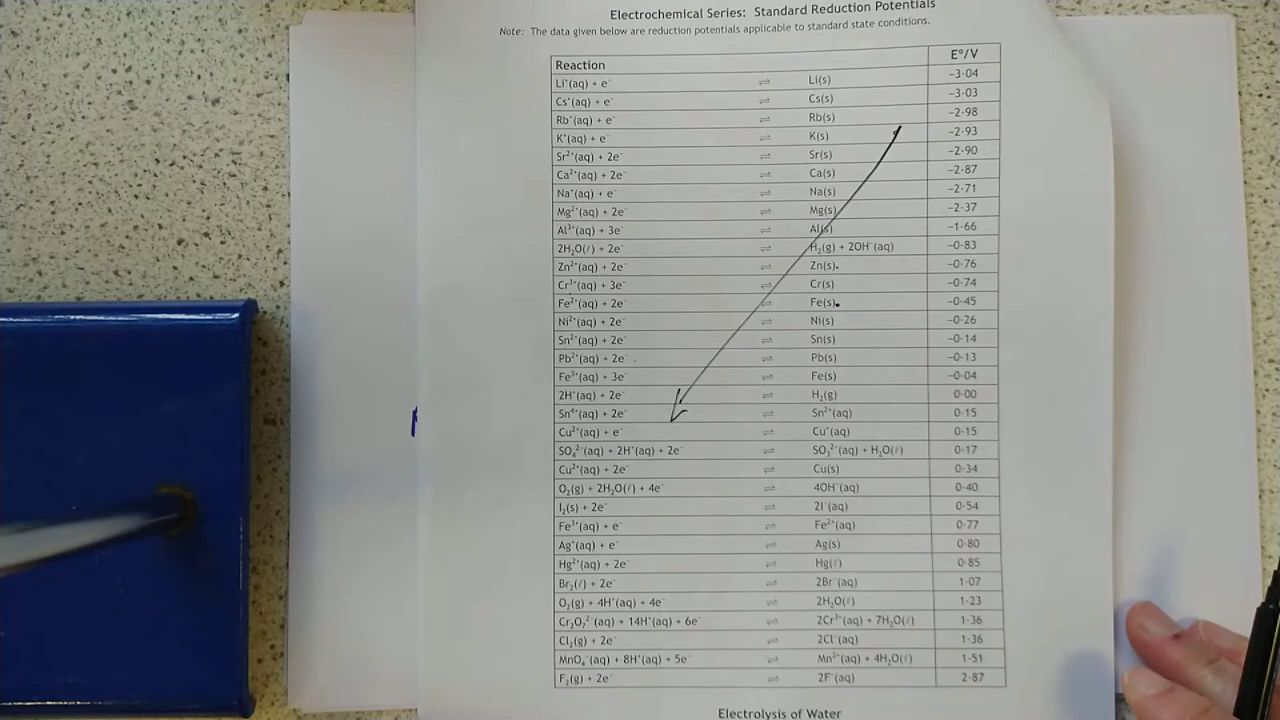 Electrochemical Series: Standard Reduction Potentials
Note: The data given below are reduction potentials applicable to standard state conditions.
Reaction E°/V
Li⁺(aq) + e⁻ ⇌ Li(s) −3·04
Cs⁺(aq) + e⁻ ⇌ Cs(s) −3·03
Rb⁺(aq) + e⁻ ⇌ Rb(s) −2·98
K⁺(aq) + e⁻ ⇌ K(s) −2·93
Sr²⁺(aq) + 2e⁻ ⇌ Sr(s) −2·90
Ca²⁺(aq) + 2e⁻ ⇌ Ca(s) −2·87
Na⁺(aq) + e⁻ ⇌ Na(s) −2·71
Mg²⁺(aq) + 2e⁻ ⇌ Mg(s) −2·37
Al³⁺(aq) + 3e⁻ ⇌ Al(s) −1·66
2H₂O(ℓ) + 2e⁻ ⇌ H₂(g) + 2OH⁻(aq) −0·83
Zn²⁺(aq) + 2e⁻ ⇌ Zn(s) −0·76
Cr³⁺(aq) + 3e⁻ ⇌ Cr(s) −0·74
Fe²⁺(aq) + 2e⁻ ⇌ Fe(s) −0·45
Ni²⁺(aq) + 2e⁻ ⇌ Ni(s) −0·26
Sn²⁺(aq) + 2e⁻ ⇌ Sn(s) −0·14
Pb²⁺(aq) + 2e⁻ ⇌ Pb(s) −0·13
Fe³⁺(aq) + 3e⁻ ⇌ Fe(s) −0·04
2H⁺(aq) + 2e⁻ ⇌ H₂(g) 0·00
Sn⁴⁺(aq) + 2e⁻ ⇌ Sn²⁺(aq) 0·15
Cu²⁺(aq) + e⁻ ⇌ Cu⁺(aq) 0·15
SO₄²⁻(aq) + 2H⁺(aq) + 2e⁻ ⇌ SO₃²⁻(aq) + H₂O(ℓ) 0·17
Cu²⁺(aq) + 2e⁻ ⇌ Cu(s) 0·34
O₂(g) + 2H₂O(ℓ) + 4e⁻ ⇌ 4OH⁻(aq) 0·40
I₂(s) + 2e⁻ ⇌ 2I⁻(aq) 0·54
Fe³⁺(aq) + e⁻ ⇌ Fe²⁺(aq) 0·77
Ag⁺(aq) + e⁻ ⇌ Ag(s) 0·80
Hg²⁺(aq) + 2e⁻ ⇌ Hg(ℓ) 0·85
Br₂(ℓ) + 2e⁻ ⇌ 2Br⁻(aq) 1·07
O₂(g) + 4H⁺(aq) + 4e⁻ ⇌ 2H₂O(ℓ) 1·23
Cr₂O₇²⁻(aq) + 14H⁺(aq) + 6e⁻ ⇌ 2Cr³⁺(aq) + 7H₂O(ℓ) 1·36
Cl₂(g) + 2e⁻ ⇌ 2Cl⁻(aq) 1·36
MnO₄⁻(aq) + 8H⁺(aq) + 5e⁻ ⇌ Mn²⁺(aq) + 4H₂O(ℓ) 1·51
F₂(g) + 2e⁻ ⇌ 2F⁻(aq) 2·87
Electrolysis of Water